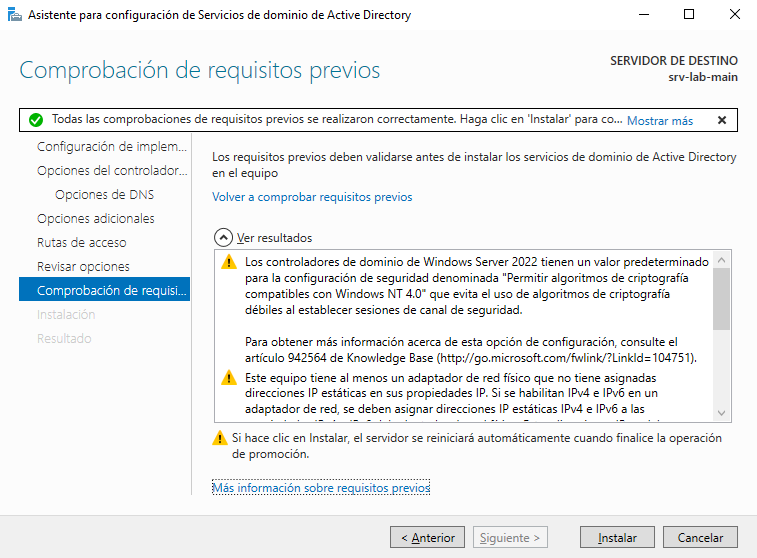 Asistente para configuración de Servicios de dominio de Active Directory
Comprobación de requisitos previos
SERVIDOR DE DESTINO
srv-lab-main
Todas las comprobaciones de requisitos previos se realizaron correctamente. Haga clic en 'Instalar' para co... Mostrar más
Configuración de implem...
Opciones del controlador...
Opciones de DNS
Opciones adicionales
Rutas de acceso
Revisar opciones
Comprobación de requisi...
Instalación
Resultado
Los requisitos previos deben validarse antes de instalar los servicios de dominio de Active Directory
en el equipo
Volver a comprobar requisitos previos
Ver resultados
Los controladores de dominio de Windows Server 2022 tienen un valor predeterminado
para la configuración de seguridad denominada "Permitir algoritmos de criptografía
compatibles con Windows NT 4.0" que evita el uso de algoritmos de criptografía
débiles al establecer sesiones de canal de seguridad.
Para obtener más información acerca de esta opción de configuración, consulte el
artículo 942564 de Knowledge Base (http://go.microsoft.com/fwlink/?LinkId=104751).
Este equipo tiene al menos un adaptador de red físico que no tiene asignadas
direcciones IP estáticas en sus propiedades IP. Si se habilitan IPv4 e IPv6 en un
adaptador de red, se deben asignar direcciones IP estáticas IPv4 e IPv6 a las
Si hace clic en Instalar, el servidor se reiniciará automáticamente cuando finalice la operación
de promoción.
Más información sobre requisitos previos
< Anterior
Siguiente >
Instalar
Cancelar